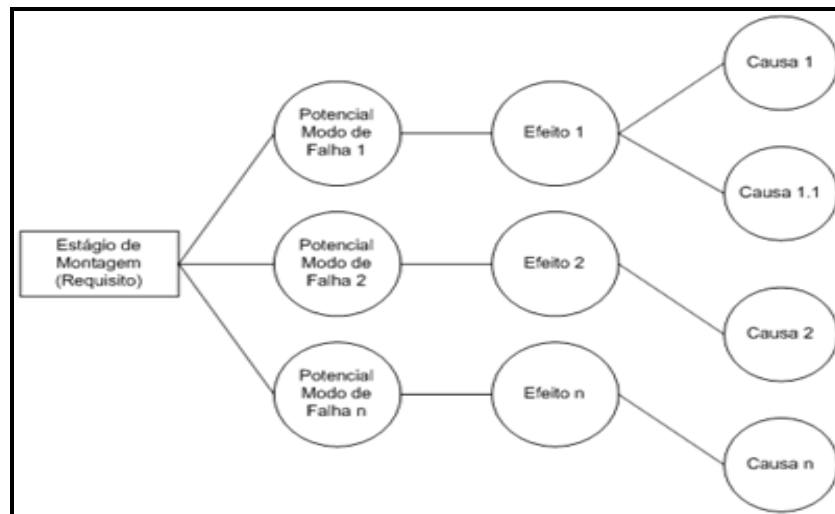 Causa 1
Potencial
Modo de
Falha 1
Efeito 1
Causa 1.1
Estágio de
Montagem
(Requisito)
Potencial
Modo de
Falha 2
Efeito 2
Causa 2
Potencial
Modo de
Falha n
Efeito n
Causa n